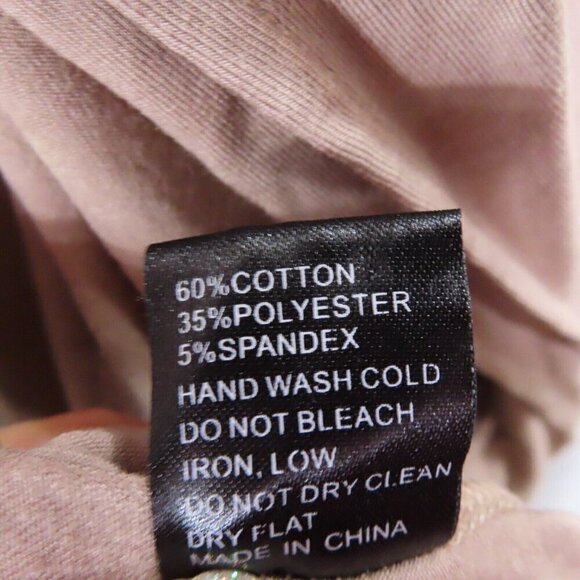 60%COTTON
35%POLYESTER
5%SPANDEX
HAND WASH COLD
DO NOT BLEACH
IRON, LOW
DO NOT DRY CLEAN
DRY FLAT
MADE IN CHINA